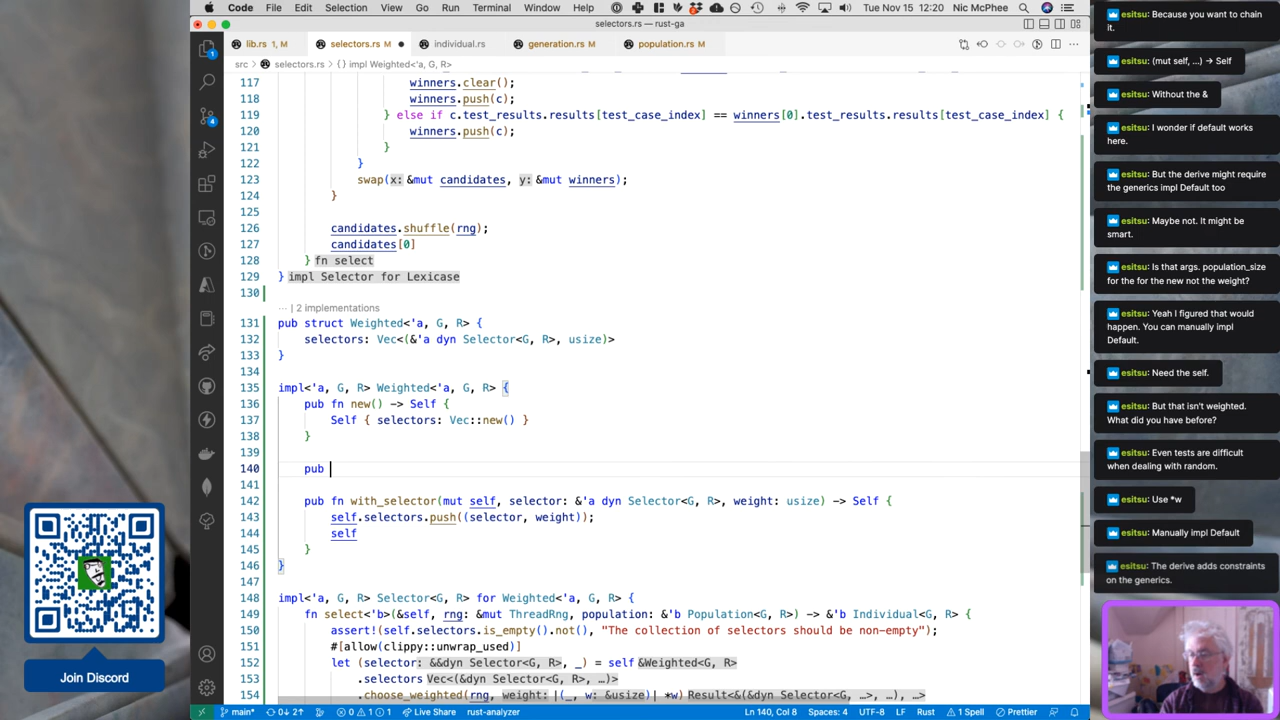 Code File Edit Selection View Go Run Terminal Window Help Tue Nov 15 12:20 Nic McPhee
selectors.rs — rust-ga
lib.rs 1, M selectors.rs M individual.rs generation.rs M population.rs M
src > selectors.rs > {} impl Weighted<'a, G, R>
117 winners.clear();
118 winners.push(c);
119 } else if c.test_results.results[test_case_index] == winners[0].test_results.results[test_case_index] {
120 winners.push(c);
121 }
122 }
123 swap(x: &mut candidates, y: &mut winners);
124 }
125
126 candidates.shuffle(rng);
127 candidates[0]
128 } fn select
129 } impl Selector for Lexicase
130
··· | 2 implementations
131 pub struct Weighted<'a, G, R> {
132 selectors: Vec<(&'a dyn Selector<G, R>, usize)>
133 }
134
135 impl<'a, G, R> Weighted<'a, G, R> {
136 pub fn new() -> Self {
137 Self { selectors: Vec::new() }
138 }
139
140 pub
141
142 pub fn with_selector(mut self, selector: &'a dyn Selector<G, R>, weight: usize) -> Self {
143 self.selectors.push((selector, weight));
144 self
145 }
146 }
147
148 impl<'a, G, R> Selector<G, R> for Weighted<'a, G, R> {
149 fn select<'b>(&self, rng: &mut ThreadRng, population: &'b Population<G, R>) -> &'b Individual<G, R> {
150 assert!(self.selectors.is_empty().not(), "The collection of selectors should be non-empty");
151 #[allow(clippy::unwrap_used)]
152 let (selector: &&dyn Selector<G, R>, _) = self &Weighted<G, R>
153 .selectors Vec<(&dyn Selector<G, R>, …)>
154 .choose_weighted(rng, weight: |(_, w: &usize)| *w) Result<&(&dyn Selector<G, …>, …), …>
main* 0↓ 2↑ 0 1 1 Live Share rust-analyzer Ln 140, Col 8 Spaces: 4 UTF-8 LF Rust 1 Spell Prettier
Join Discord
esitsu: Because you want to chain
it.
esitsu: (mut self, ...) -> Self
esitsu: Without the &
esitsu: I wonder if default works
here.
esitsu: But the derive might require
the generics impl Default too
esitsu: Maybe not. It might be
smart.
esitsu: Is that args. population_size
for the for the new not the weight?
esitsu: Yeah I figured that would
happen. You can manually impl
Default.
esitsu: Need the self.
esitsu: But that isn't weighted.
What did you have before?
esitsu: Even tests are difficult
when dealing with random.
esitsu: Use *w
esitsu: Manually impl Default
esitsu: The derive adds constraints
on the generics.